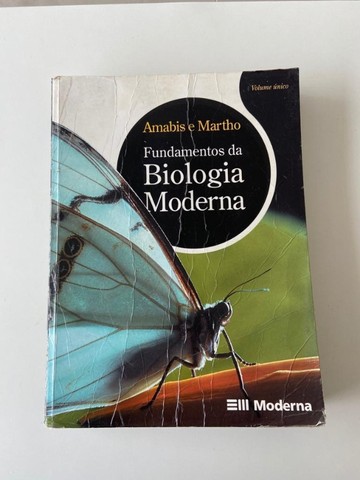 Volume único
Amabis e Martho
Fundamentos da
Biologia
Moderna
Moderna